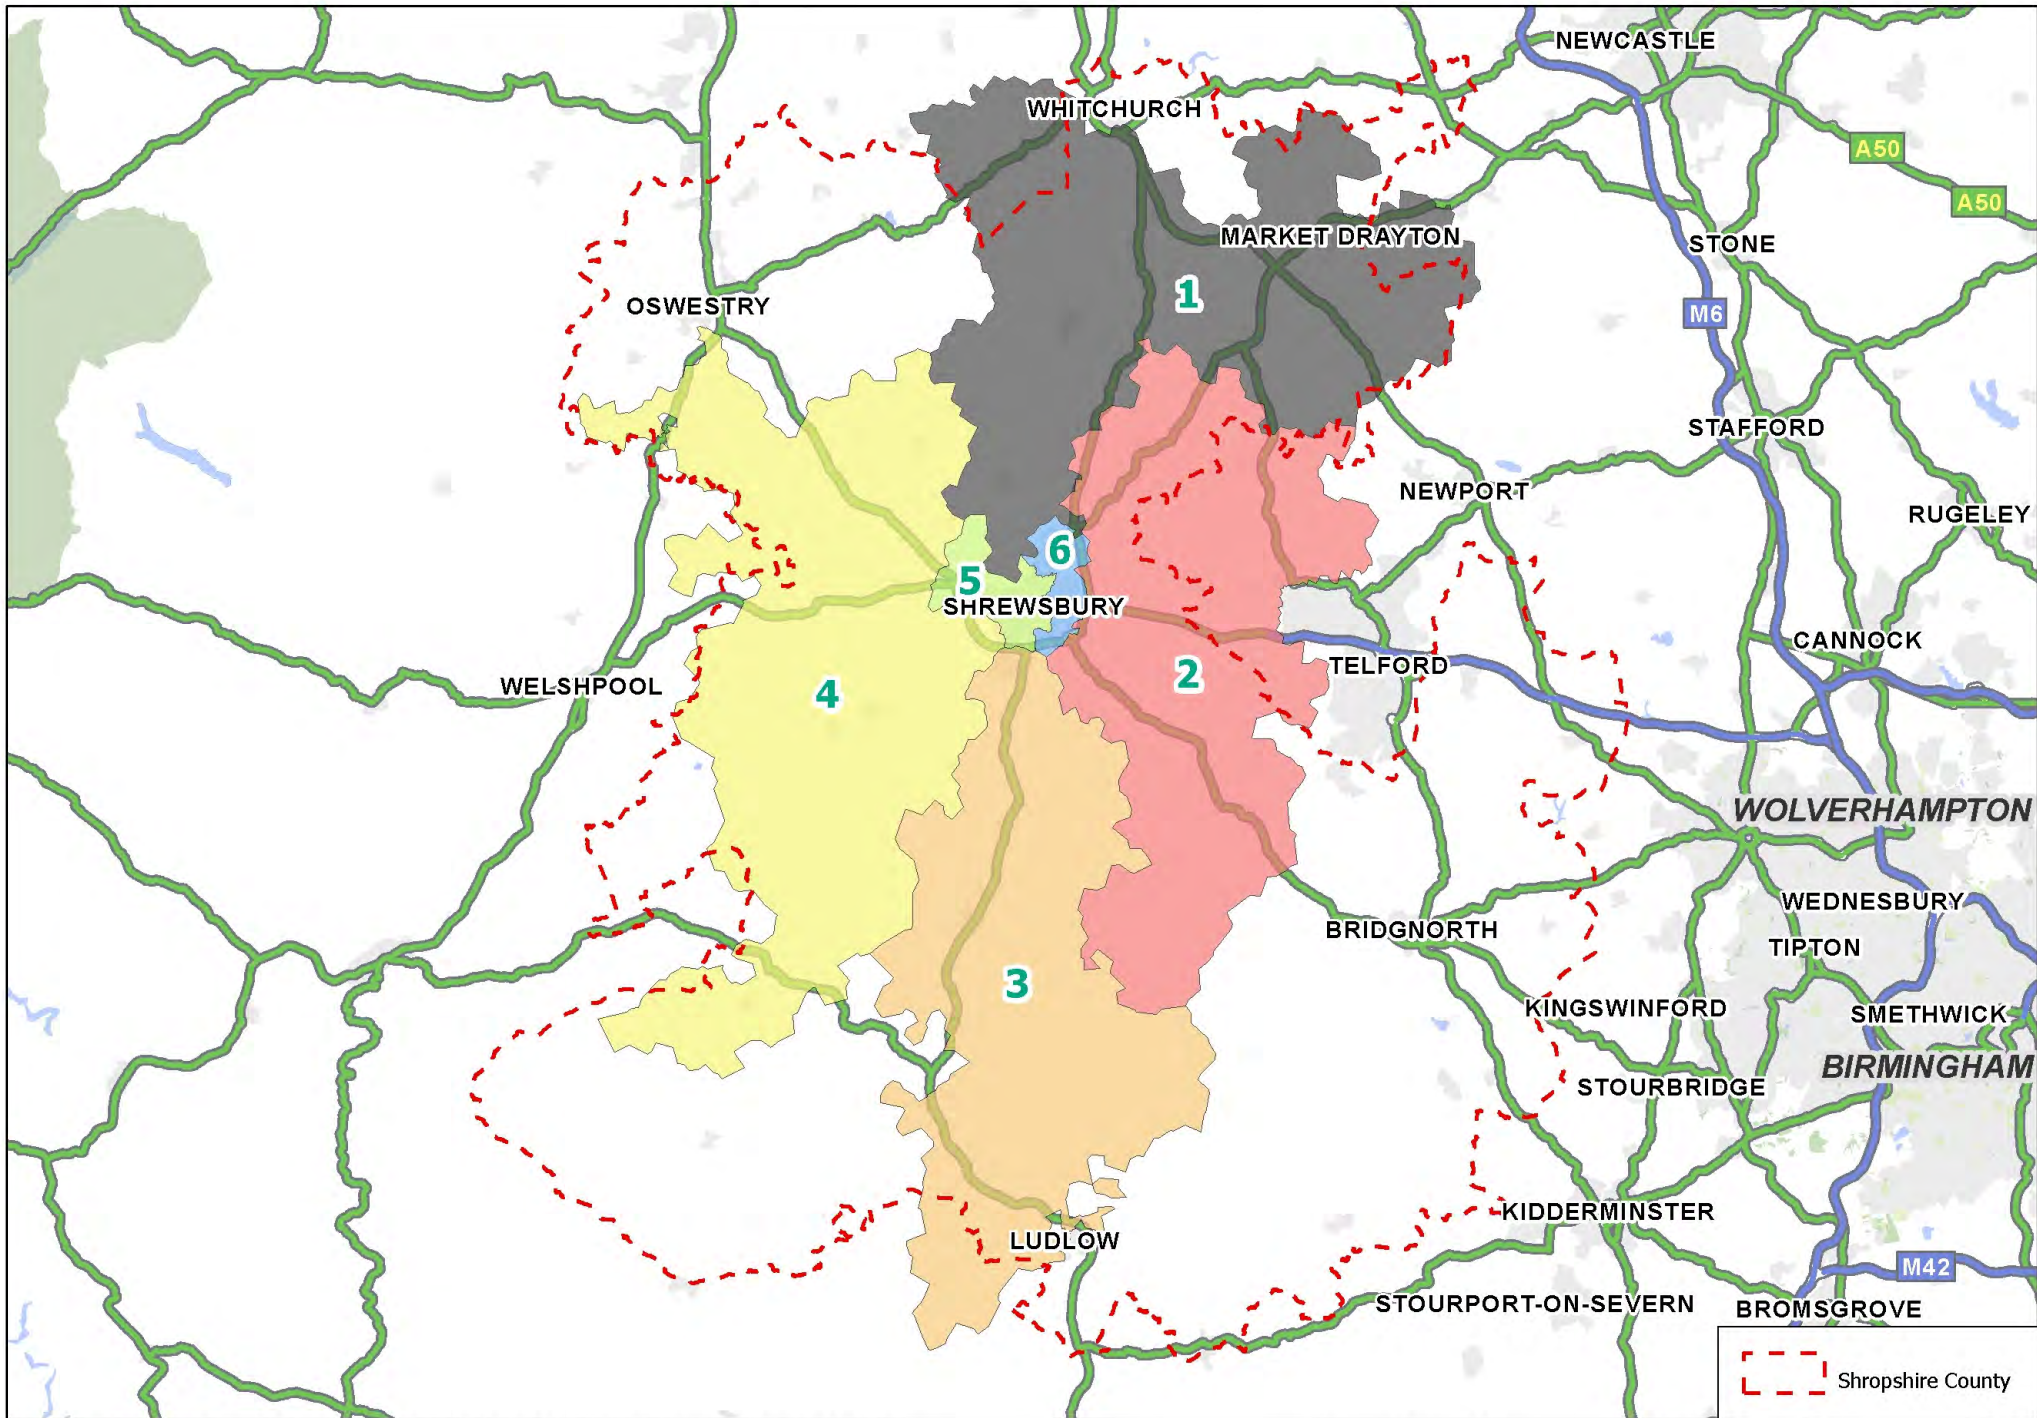 NEWCASTLE
WHITCHURCH
A50
A50
MARKET DRAYTON
STONE
1
OSWESTRY
M6
STAFFORD
NEWPORT
RUGELEY
6
5
SHREWSBURY
CANNOCK
TELFORD
2
WELSHPOOL
4
WOLVERHAMPTON
WEDNESBURY
BRIDGNORTH
TIPTON
3
KINGSWINFORD
SMETHWICK
BIRMINGHAM
STOURBRIDGE
KIDDERMINSTER
LUDLOW
M42
STOURPORT-ON-SEVERN
BROMSGROVE
Shropshire County